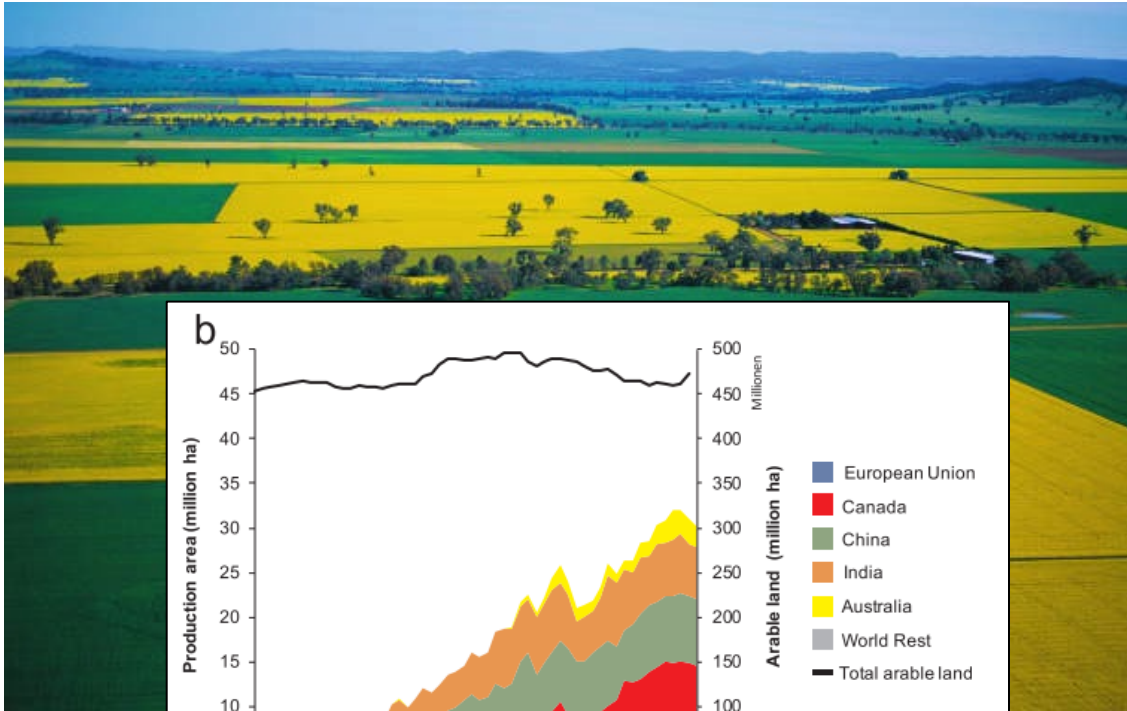 b
50
45
40
35
30
25
20
15
10
Production area (million ha)
500
450
400
350
300
250
200
150
100
Millionen
Arable land (million ha)
European Union
Canada
China
India
Australia
World Rest
Total arable land